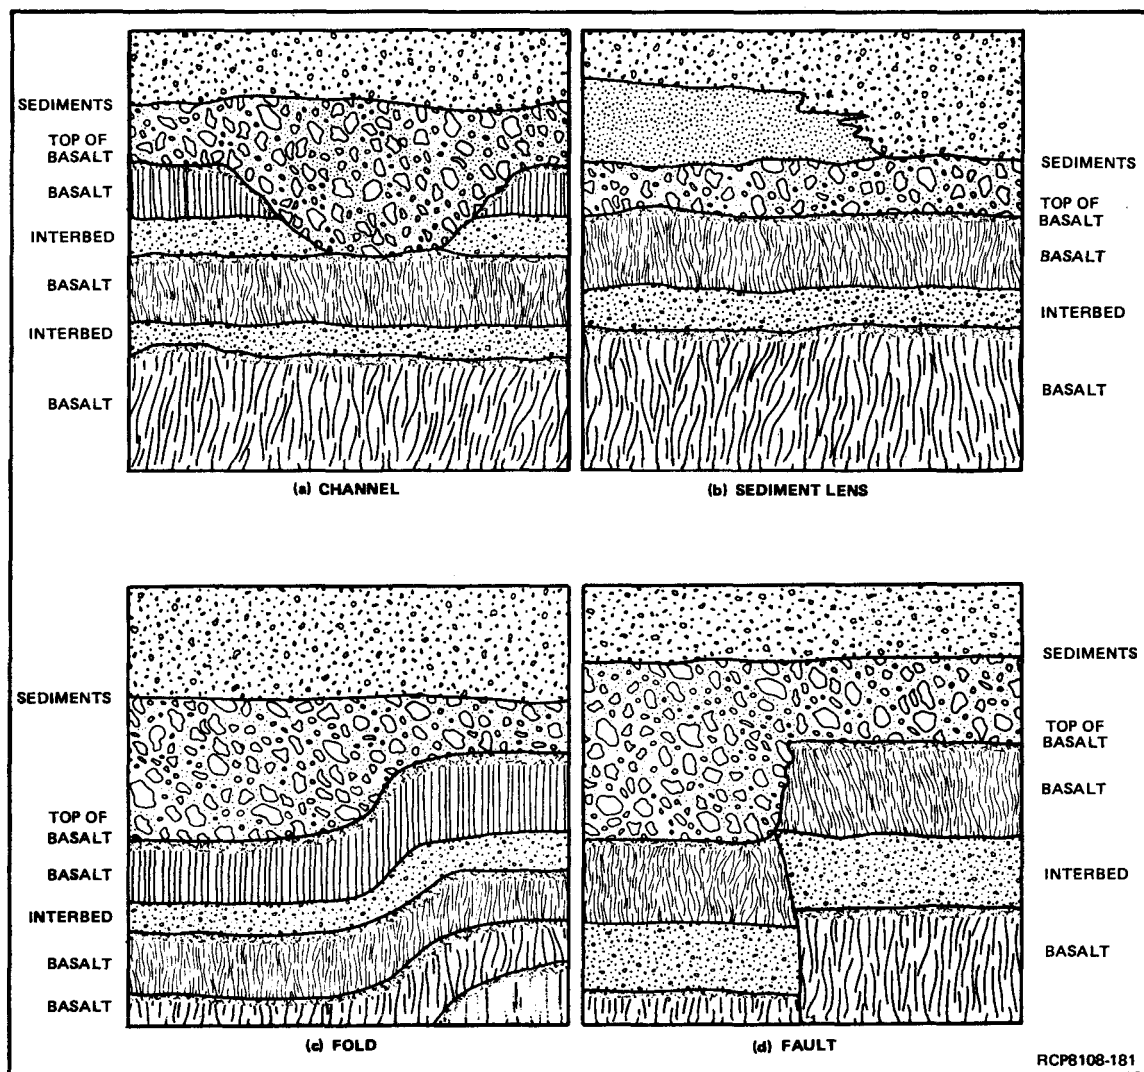 SEDIMENTS
TOP OF
BASALT
BASALT
INTERBED
BASALT
INTERBED
BASALT
(a) CHANNEL
SEDIMENTS
TOP OF
BASALT
BASALT
INTERBED
BASALT
(b) SEDIMENT LENS
SEDIMENTS
TOP OF
BASALT
BASALT
INTERBED
BASALT
BASALT
(c) FOLD
SEDIMENTS
TOP OF
BASALT
BASALT
INTERBED
BASALT
(d) FAULT
RCP8108-181